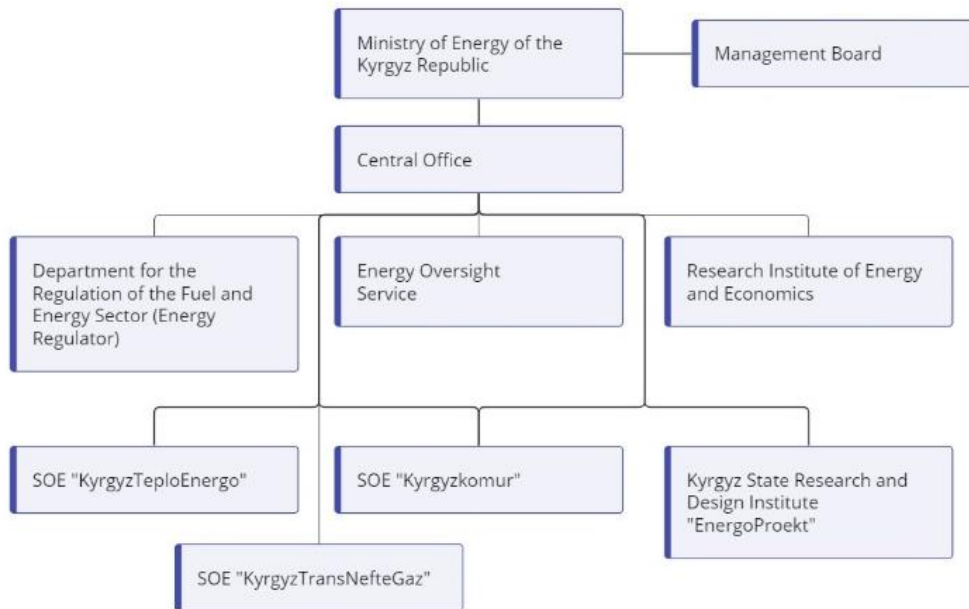 Ministry of Energy of the
Kyrgyz Republic
Management Board
Central Office
Department for the
Regulation of the Fuel and
Energy Sector (Energy
Regulator)
Energy Oversight
Service
Research Institute of Energy
and Economics
SOE "KyrgyzTeploEnergo"
SOE "Kyrgyzkomur"
Kyrgyz State Research and
Design Institute
"EnergoProekt"
SOE "KyrgyzTransNefteGaz"